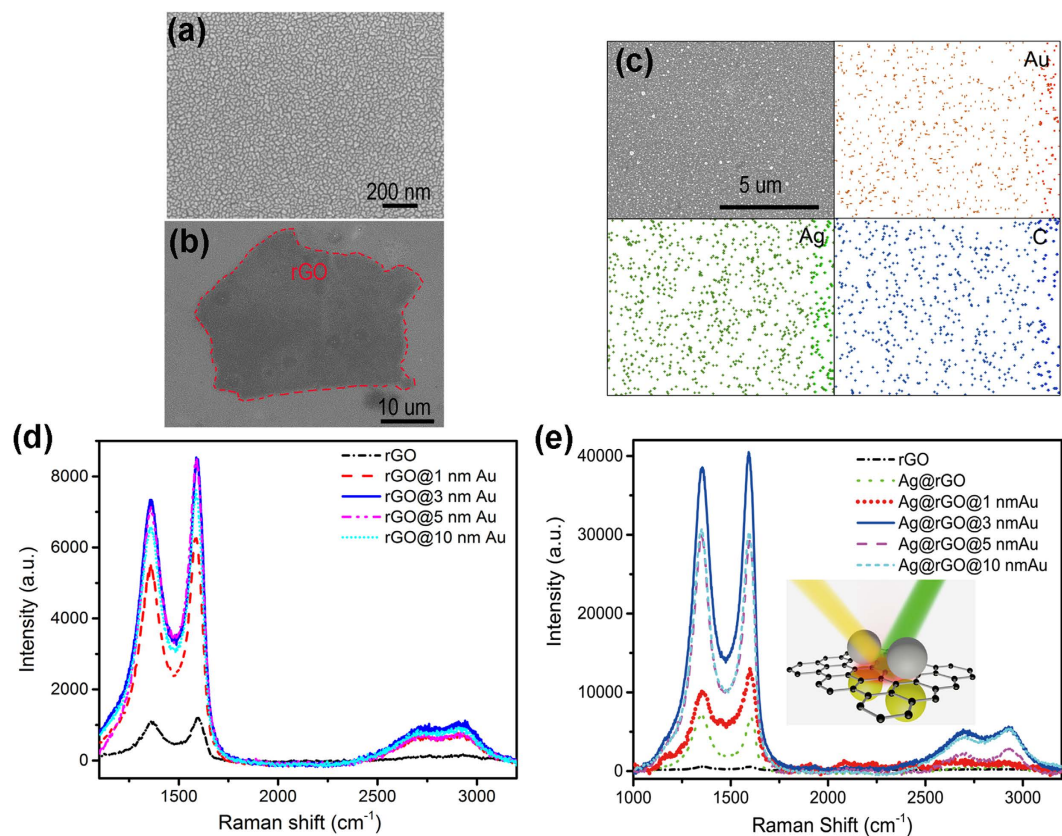 (a)
200 nm
(b)
rGO
10 um
(c)
5 um
Au
Ag
C
(d)
8000
6000
4000
2000
0
Intensity (a.u.)
1500
2000
2500
3000
Raman shift (cm⁻¹)
rGO
rGO@1 nm Au
rGO@3 nm Au
rGO@5 nm Au
rGO@10 nm Au
(e)
40000
30000
20000
10000
0
Intensity (a.u.)
1000
1500
2000
2500
3000
Raman Shift (cm⁻¹)
rGO
Ag@rGO
Ag@rGO@1 nmAu
Ag@rGO@3 nmAu
Ag@rGO@5 nmAu
Ag@rGO@10 nmAu